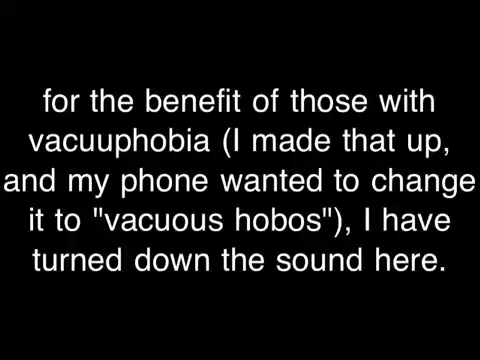 for the benefit of those with
vacuuphobia (I made that up,
and my phone wanted to change
it to "vacuous hobos"), I have
turned down the sound here.